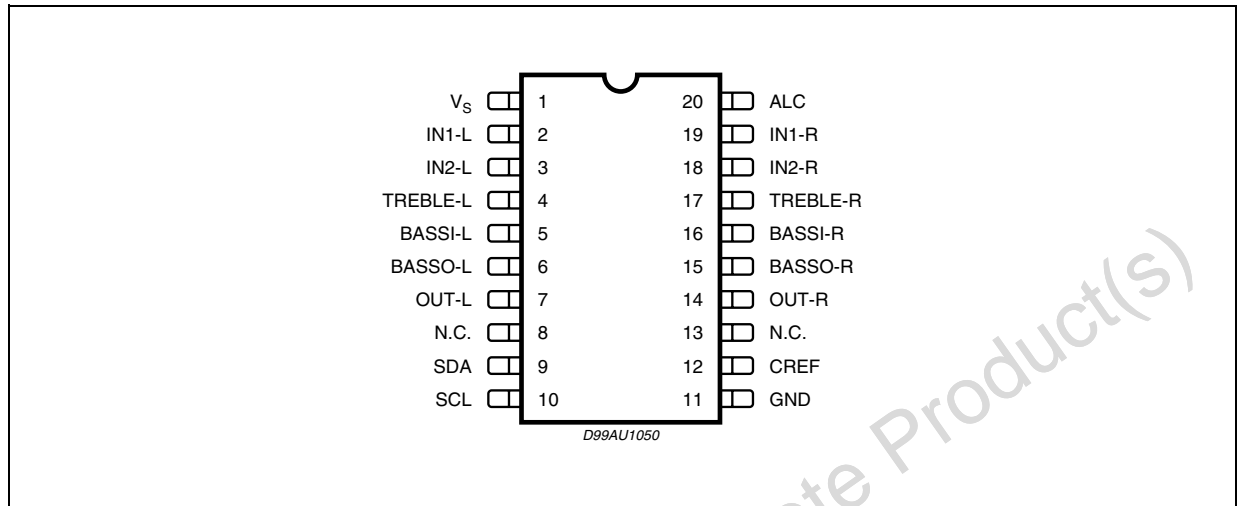 V_S 1 20 ALC
IN1-L 2 19 IN1-R
IN2-L 3 18 IN2-R
TREBLE-L 4 17 TREBLE-R
BASSI-L 5 16 BASSI-R
BASSO-L 6 15 BASSO-R
OUT-L 7 14 OUT-R
N.C. 8 13 N.C.
SDA 9 12 CREF
SCL 10 11 GND
D99AU1050
te Product(s)